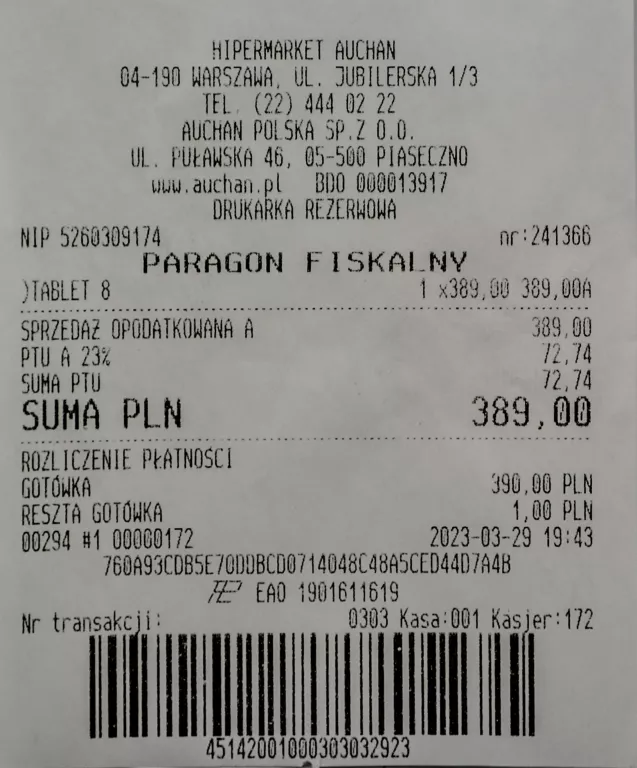 HIPERMARKET AUCHAN
04-190 WARSZAWA, UL. JUBILERSKA 1/3
TEL. (22) 444 02 22
AUCHAN POLSKA SP.Z O.O.
UL. PUŁAWSKA 46, 05-500 PIASECZNO
www.auchan.pl BDO 000013917
DRUKARKA REZERWOWA
NIP 5260309174 nr:241366
PARAGON FISKALNY
)TABLET 8 1 x389,00 389,00A
SPRZEDAŻ OPODATKOWANA A 389,00
PTU A 23% 72,74
SUMA PTU 72,74
SUMA PLN 389,00
ROZLICZENIE PŁATNOŚCI
GOTÓWKA 390,00 PLN
RESZTA GOTÓWKA 1,00 PLN
00294 #1 00000172 2023-03-29 19:43
760A93CDB5E70DDBCD0714048C48A5CED44D7A4B
EAO 1901611619
Nr transakcji: 0303 Kasa:001 Kasjer:172
45142001000303032923